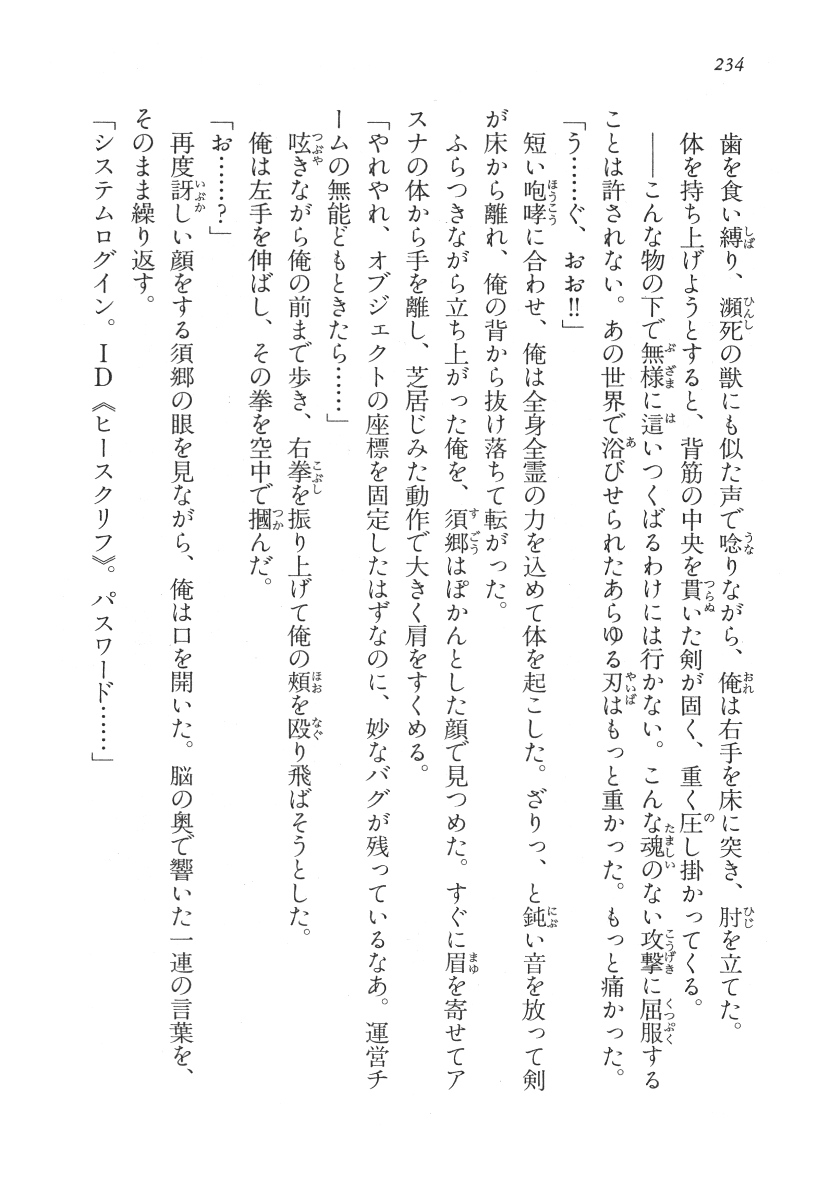 234
歯を食い縛り、瀕死の獣にも似た声で唸りながら、俺は右手を床に突き、肘を立てた。
体を持ち上げようとすると、背筋の中央を貫いた剣が固く、重く圧し掛かってくる。
――こんな物の下で無様に這いつくばるわけには行かない。こんな魂のない攻撃に屈服する
ことは許されない。あの世界で浴びせられたあらゆる刃はもっと重かった。もっと痛かった。
「う……ぐ、おお!!」
短い咆哮に合わせ、俺は全身全霊の力を込めて体を起こした。ざりっ、と鈍い音を放って剣
が床から離れ、俺の背から抜け落ちて転がった。
ふらつきながら立ち上がった俺を、須郷はぽかんとした顔で見つめた。すぐに眉を寄せてア
スナの体から手を離し、芝居じみた動作で大きく肩をすくめる。
「やれやれ、オブジェクトの座標を固定したはずなのに、妙なバグが残っているなあ。運営チ
ームの無能どもときたら……」
呟きながら俺の前まで歩き、右拳を振り上げて俺の頬を殴り飛ばそうとした。
俺は左手を伸ばし、その拳を空中で摑んだ。
「お……？」
再度訝しい顔をする須郷の眼を見ながら、俺は口を開いた。脳の奥で響いた一連の言葉を、
そのまま繰り返す。
「システムログイン。ＩＤ《ヒースクリフ》。パスワード……」